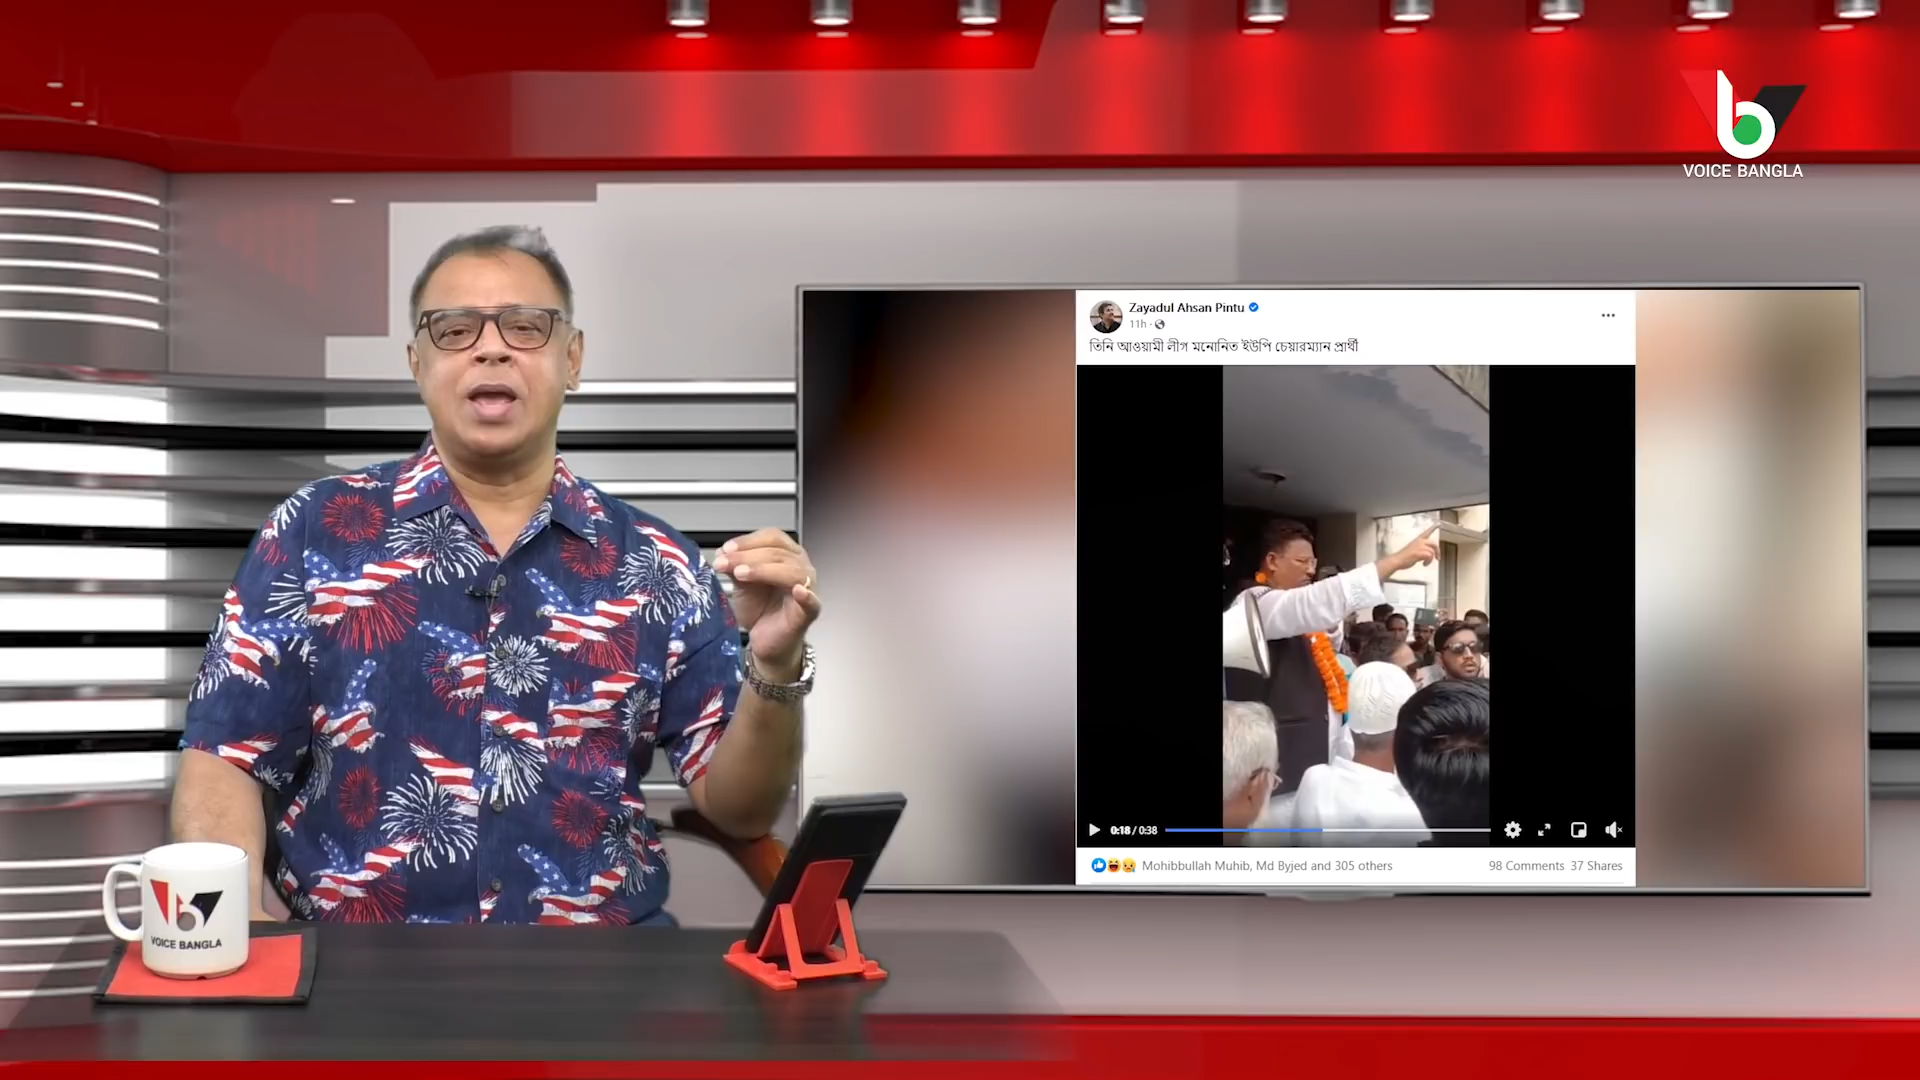 VOICE BANGLA
Zayadul Ahsan Pintu
11h
তিনি আওয়ামী লীগ মনোনিত ইউপি চেয়ারম্যান প্রার্থী
0:18 / 0:38
Mohibbullah Muhib, Md Byjed and 305 others
98 Comments 37 Shares
VOICE BANGLA